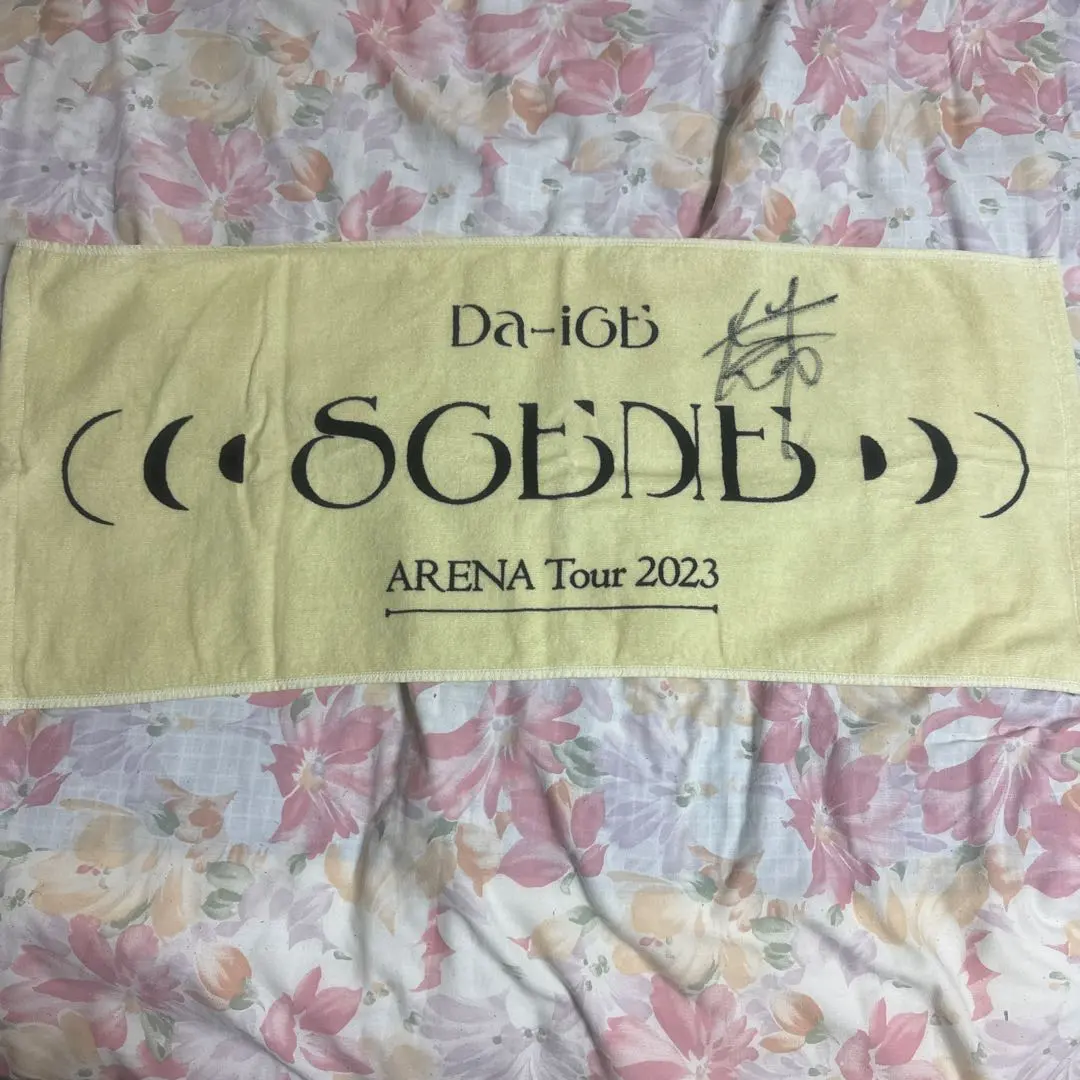 Da-iCE
SCENE
ARENA Tour 2023